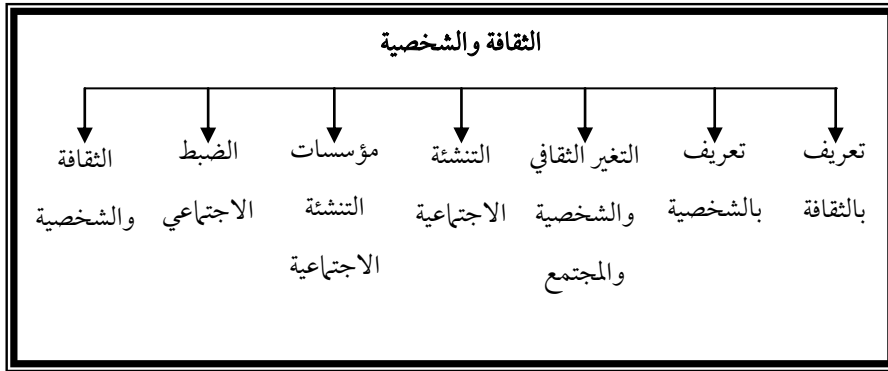 الثقافة والشخصية
تعريف
بالثقافة
تعريف
بالشخصية
التغير الثقافي
والشخصية
والمجتمع
التنشئة
الاجتماعية
مؤسسات
التنشئة
الاجتماعية
الضبط
الاجتماعي
الثقافة
والشخصية